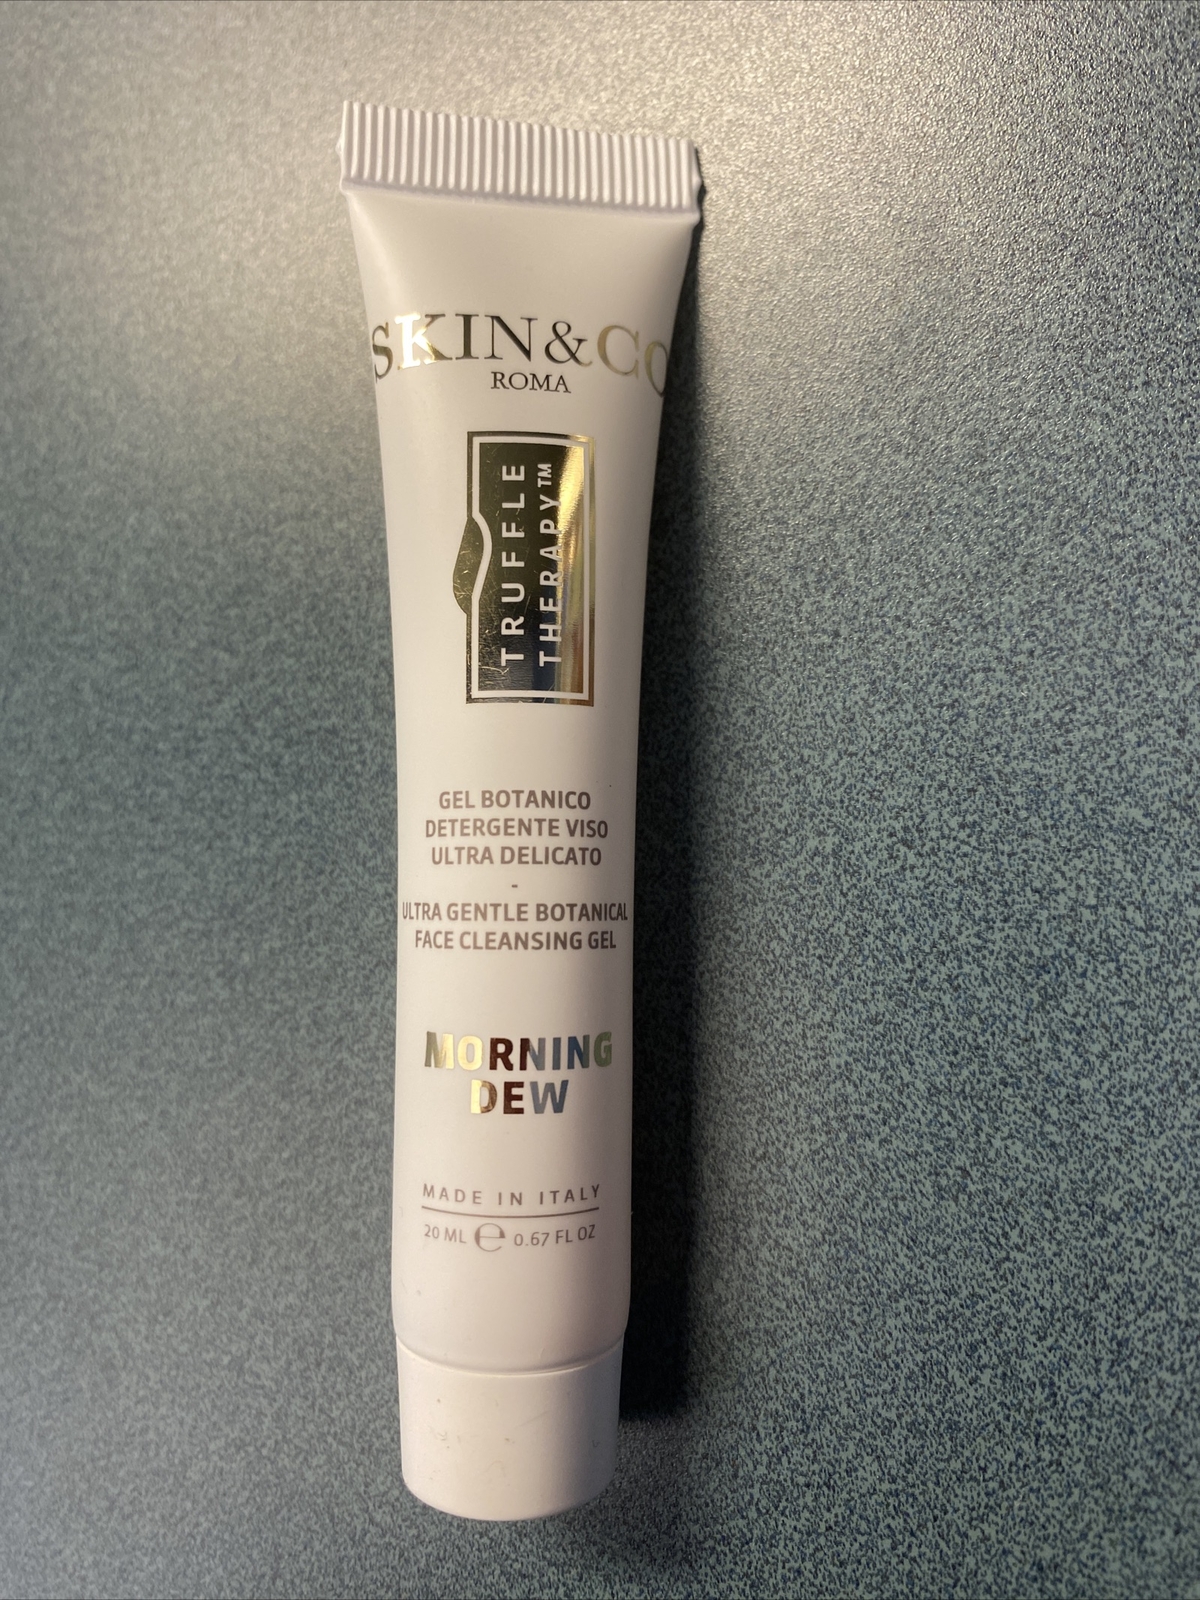 SKIN&CO
ROMA
TRUFFLE
THERAPY™
GEL BOTANICO
DETERGENTE VISO
ULTRA DELICATO
-
ULTRA GENTLE BOTANICAL
FACE CLEANSING GEL
MORNING
DEW
MADE IN ITALY
20 ML ℮ 0.67 FL OZ